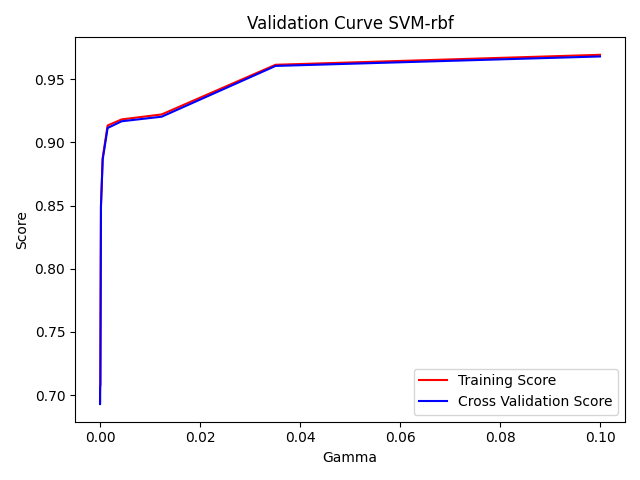 Validation Curve SVM-rbf
0.95
0.90
0.85
0.80
0.75
0.70
Score
0.00 0.02 0.04 0.06 0.08 0.10
Gamma
Training Score
Cross Validation Score